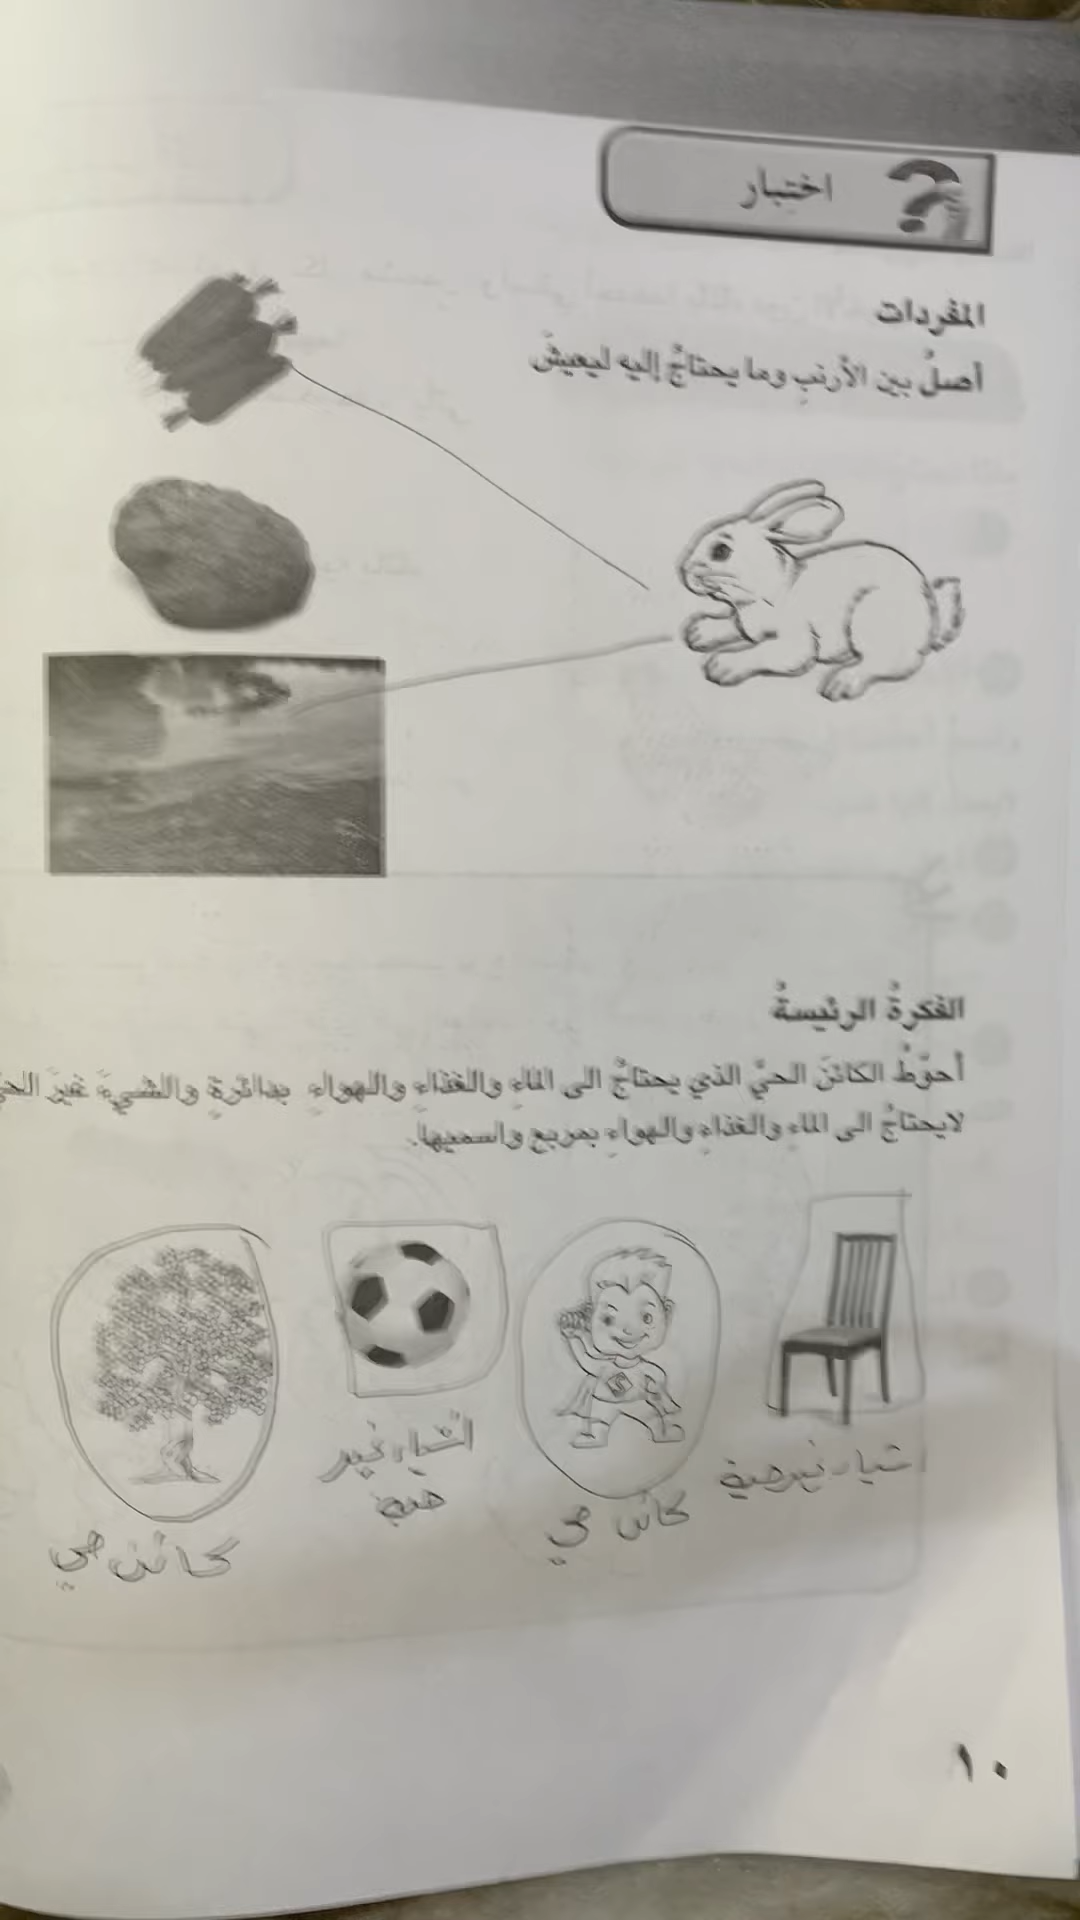 اختبار
المفردات
أصلُ بين الأرنبِ وما يحتاجُ إليه ليعيشَ
الفكرةُ الرئيسةُ
أحوّطُ الكائنَ الحيَّ الذي يحتاجُ الى الماءِ والغذاءِ والهواءِ بدائرةٍ والشيءَ غيرَ الحي
لايحتاجُ الى الماءِ والغذاءِ والهواءِ بمربعٍ واسميها.
اشياء غير حية
كائن حي
اشياء غير
حية
كائن حي
١٠